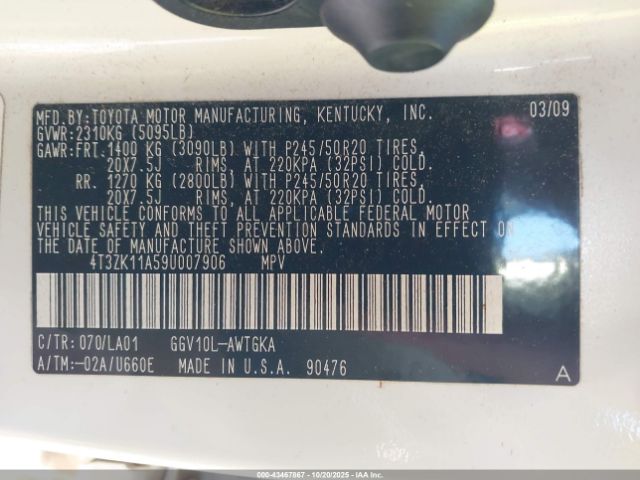 MFD.BY:TOYOTA MOTOR MANUFACTURING, KENTUCKY, INC. 03/09
GVWR:2310KG (5095LB)
GAWR:FRT.1400 KG (3090LB) WITH P245/50R20 TIRES,
20X7.5J RIMS, AT 220KPA (32PSI) COLD.
RR. 1270 KG (2800LB) WITH P245/50R20 TIRES,
20X7.5J RIMS, AT 220KPA (32PSI) COLD.
THIS VEHICLE CONFORMS TO ALL APPLICABLE FEDERAL MOTOR
VEHICLE SAFETY AND THEFT PREVENTION STANDARDS IN EFFECT ON
THE DATE OF MANUFACTURE SHOWN ABOVE.
4T3ZK11A59U007906 MPV
C/TR: 070/LA01 GGV10L-AWTGKA
A/TM:-02A/U660E MADE IN U.S.A. 90476 A
000-43467867 - 10/20/2025 - IAA, Inc.